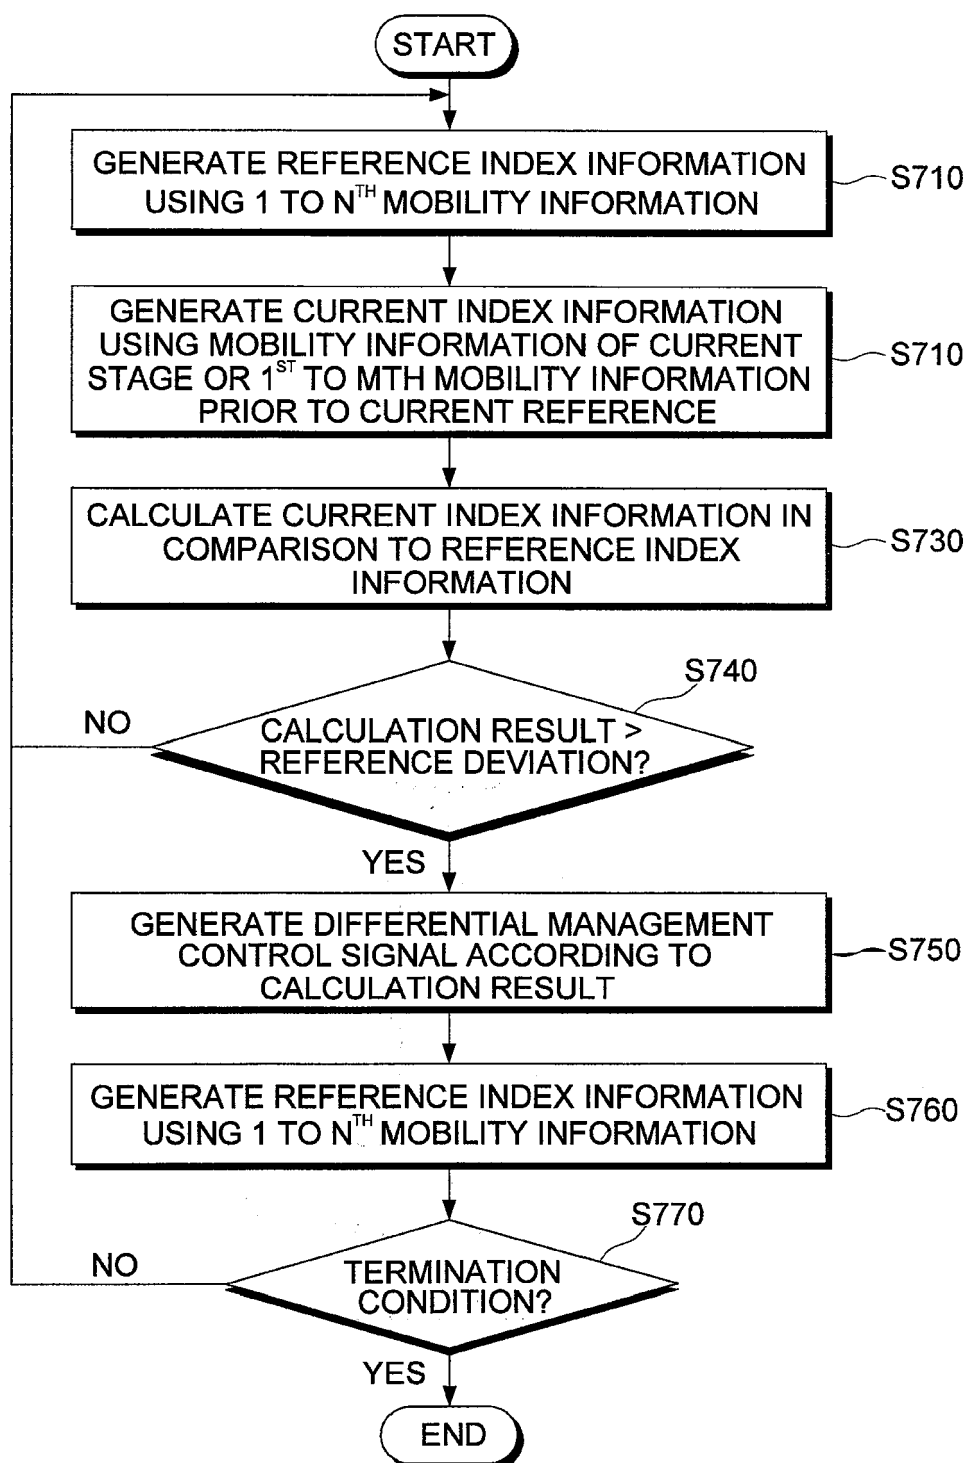 START
GENERATE REFERENCE INDEX INFORMATION
USING 1 TO NTH MOBILITY INFORMATION
S710
GENERATE CURRENT INDEX INFORMATION
USING MOBILITY INFORMATION OF CURRENT
STAGE OR 1ST TO MTH MOBILITY INFORMATION
PRIOR TO CURRENT REFERENCE
S710
CALCULATE CURRENT INDEX INFORMATION IN
COMPARISON TO REFERENCE INDEX
INFORMATION
S730
S740
NO
CALCULATION RESULT >
REFERENCE DEVIATION?
YES
GENERATE DIFFERENTIAL MANAGEMENT
CONTROL SIGNAL ACCORDING TO
CALCULATION RESULT
S750
GENERATE REFERENCE INDEX INFORMATION
USING 1 TO NTH MOBILITY INFORMATION
S760
S770
NO
TERMINATION
CONDITION?
YES
END